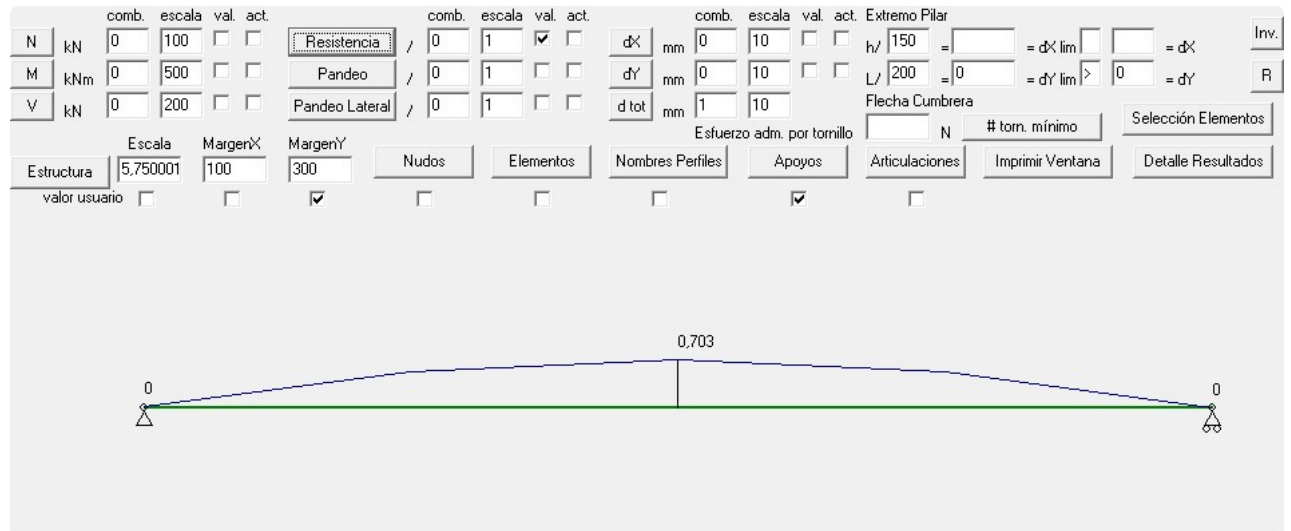 comb. escala val. act. comb. escala val. act. comb. escala val. act. Extremo Pilar
N kN 0 100 Resistencia / 0 1 dX mm 0 10 h/ 150 = = dX lim = dX Inv.
M kNm 0 500 Pandeo / 0 1 dY mm 0 10 L/ 200 = 0 = dY lim > 0 = dY R
V kN 0 200 Pandeo Lateral / 0 1 d tot mm 1 10 Flecha Cumbrera
Esfuerzo adm. por tornillo N # torn. mínimo Selección Elementos
Escala MargenX MargenY
Estructura 5,750001 100 300 Nudos Elementos Nombres Perfiles Apoyos Articulaciones Imprimir Ventana Detalle Resultados
valor usuario
0,703
0 0